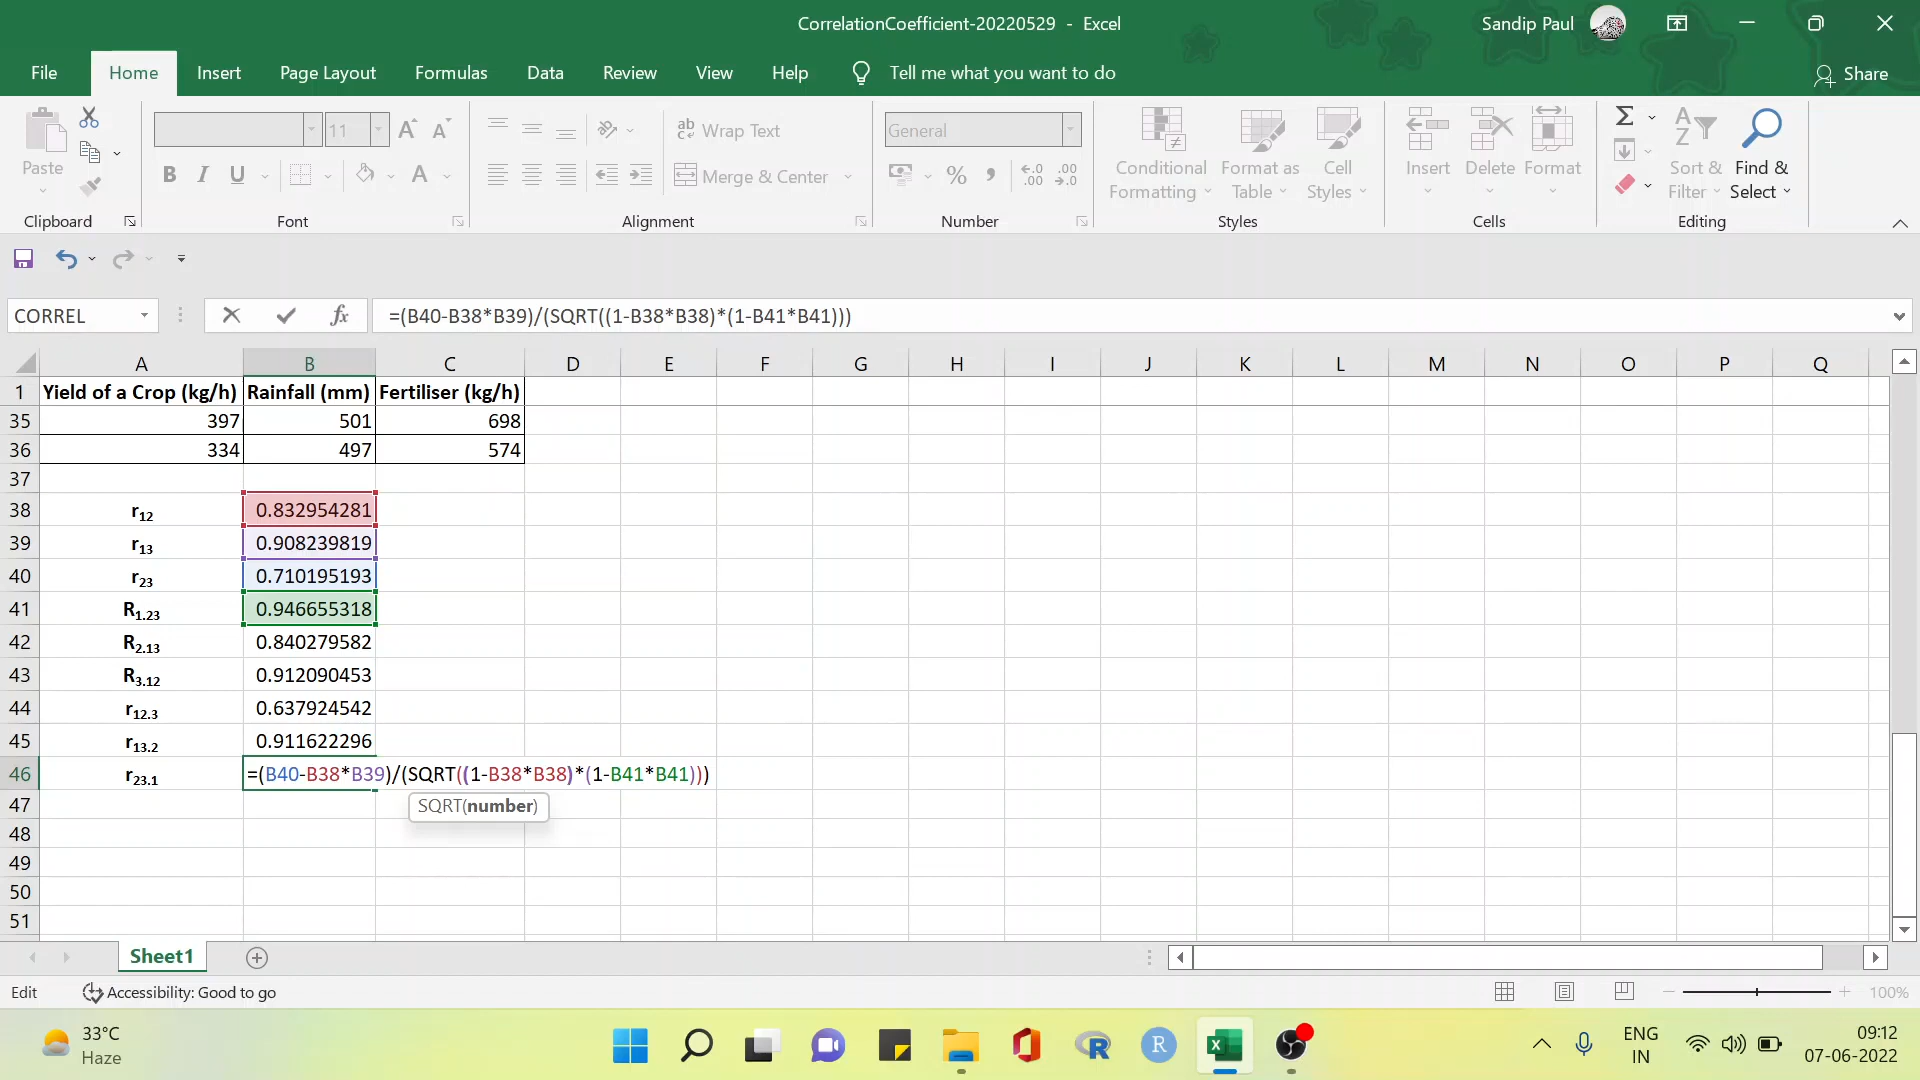 CorrelationCoefficient-20220529 - Excel
Sandip Paul
File Home Insert Page Layout Formulas Data Review View Help Tell me what you want to do
Share
Paste
Clipboard
11
B I U A
Font
ab Wrap Text
Merge & Center
Alignment
General
% ,
Number
Conditional Formatting
Format as Table
Cell Styles
Styles
Insert Delete Format
Cells
Sort & Filter
Find & Select
Editing
CORREL fx =(B40-B38*B39)/(SQRT((1-B38*B38)*(1-B41*B41)))
A B C D E F G H I J K L M N O P Q
1 Yield of a Crop (kg/h) Rainfall (mm) Fertiliser (kg/h)
35 397 501 698
36 334 497 574
37
38 r12 0.832954281
39 r13 0.908239819
40 r23 0.710195193
41 R1.23 0.946655318
42 R2.13 0.840279582
43 R3.12 0.912090453
44 r12.3 0.637924542
45 r13.2 0.911622296
46 r23.1 =(B40-B38*B39)/(SQRT((1-B38*B38)*(1-B41*B41)))
SQRT(number)
47
48
49
50
51
Sheet1
Edit Accessibility: Good to go
100%
33°C
Haze
ENG
IN
09:12
07-06-2022